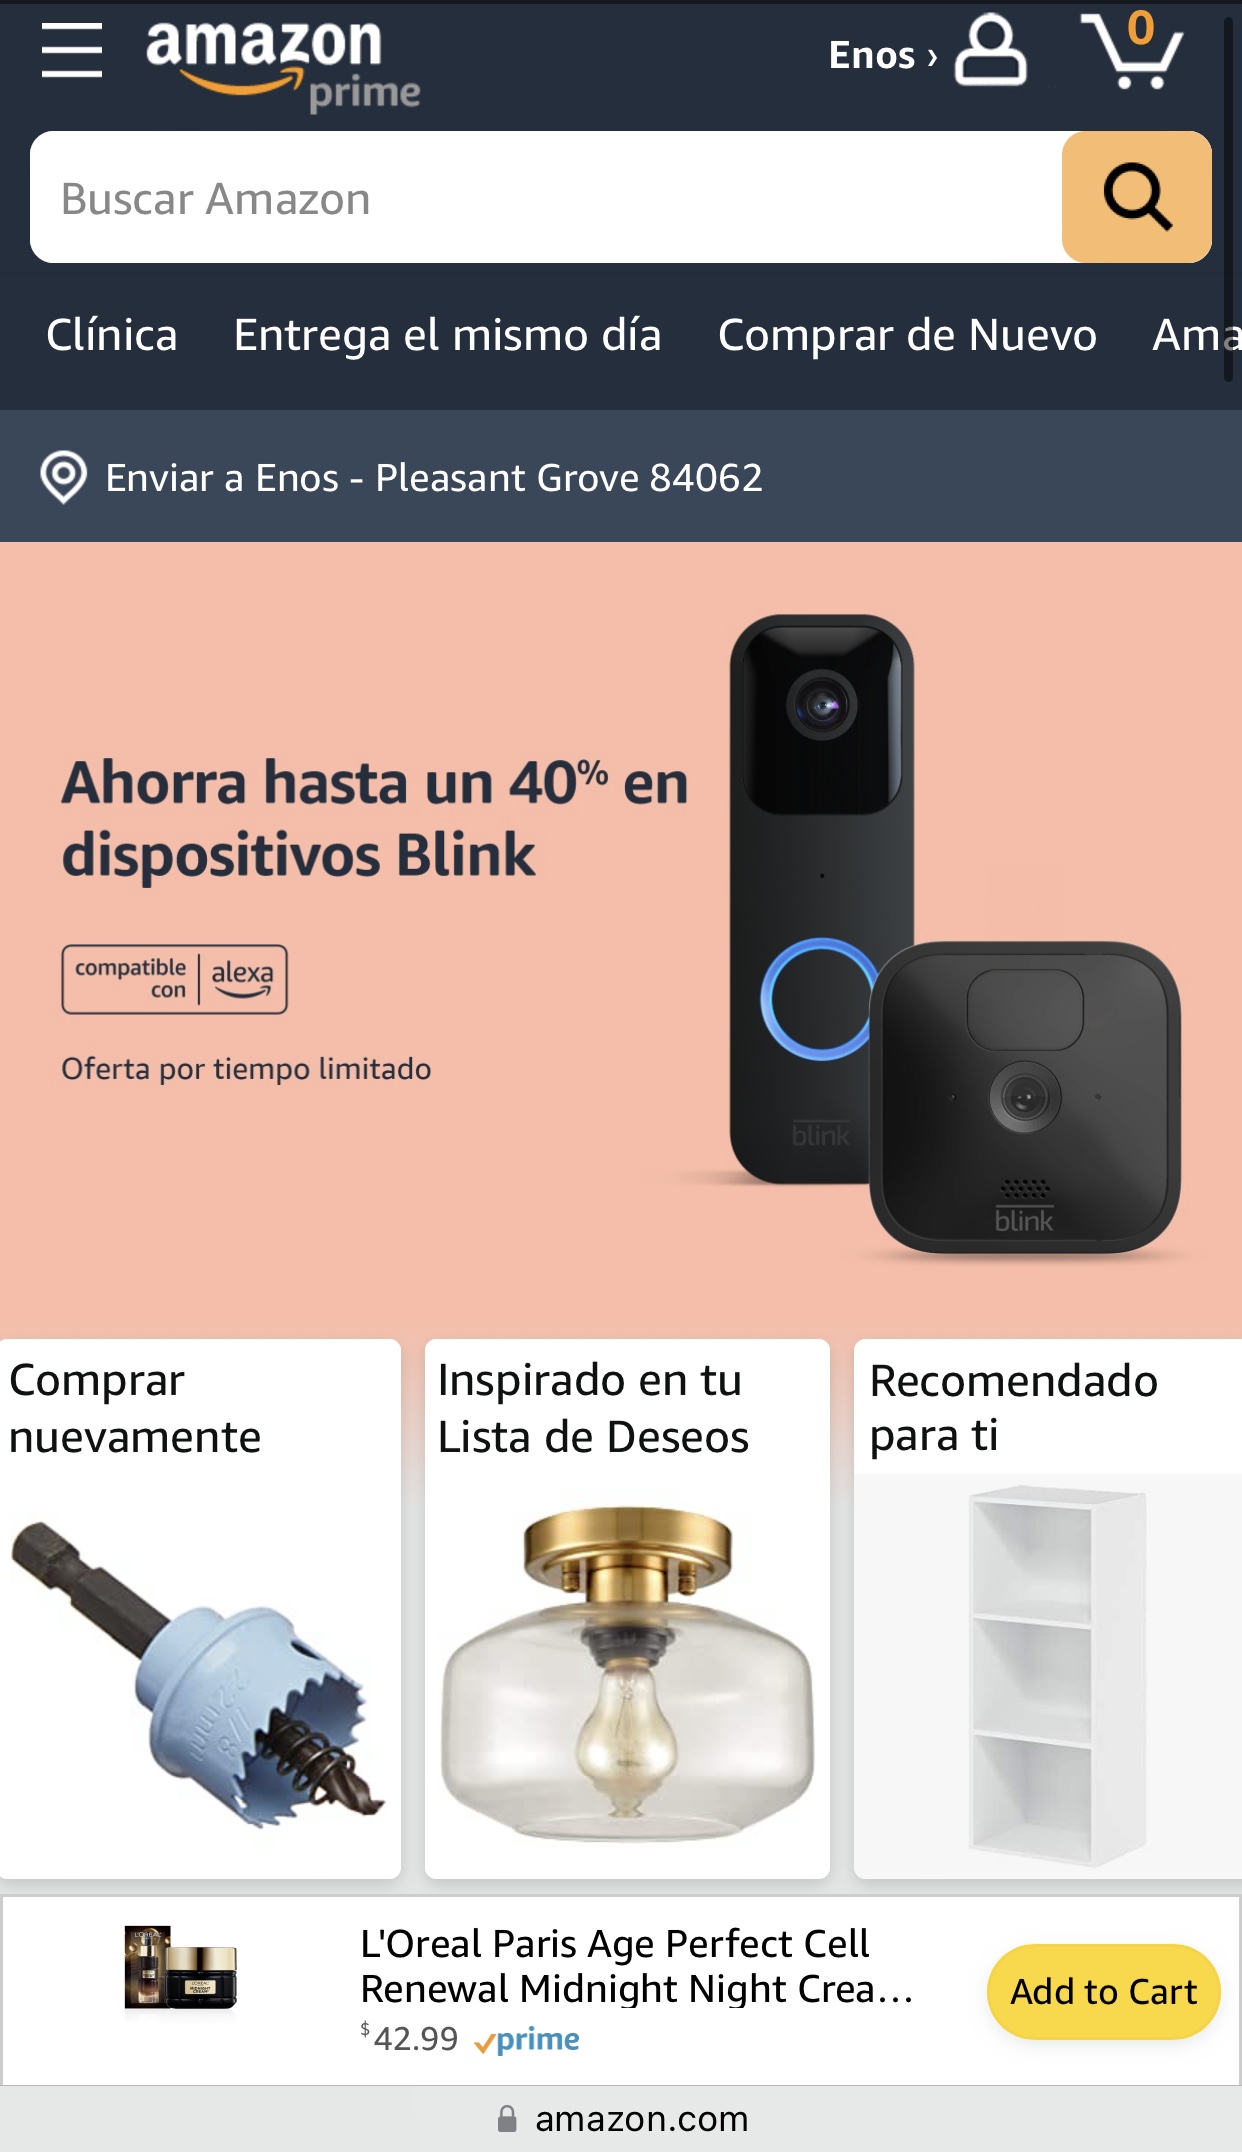 amazon
prime
Enos ›
0
Buscar Amazon
Clínica Entrega el mismo día Comprar de Nuevo Ama
Enviar a Enos - Pleasant Grove 84062
Ahorra hasta un 40% en
dispositivos Blink
compatible
con
alexa
Oferta por tiempo limitado
blink
blink
Comprar
nuevamente
Inspirado en tu
Lista de Deseos
Recomendado
para ti
22mm
7/8
L'Oreal Paris Age Perfect Cell
Renewal Midnight Night Crea...
$42.99 prime
Add to Cart
amazon.com